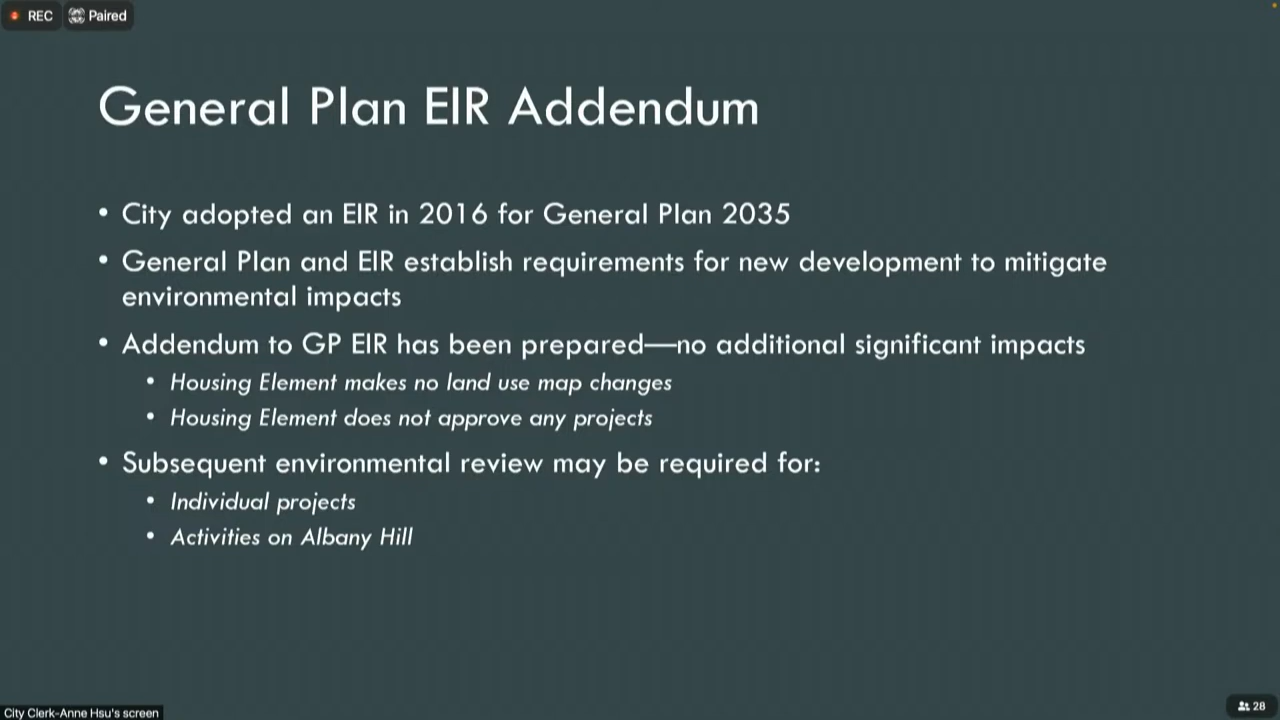 REC
Paired
General Plan EIR Addendum
• City adopted an EIR in 2016 for General Plan 2035
• General Plan and EIR establish requirements for new development to mitigate
environmental impacts
• Addendum to GP EIR has been prepared—no additional significant impacts
• Housing Element makes no land use map changes
• Housing Element does not approve any projects
• Subsequent environmental review may be required for:
• Individual projects
• Activities on Albany Hill
City Clerk-Anne Hsu's screen
28